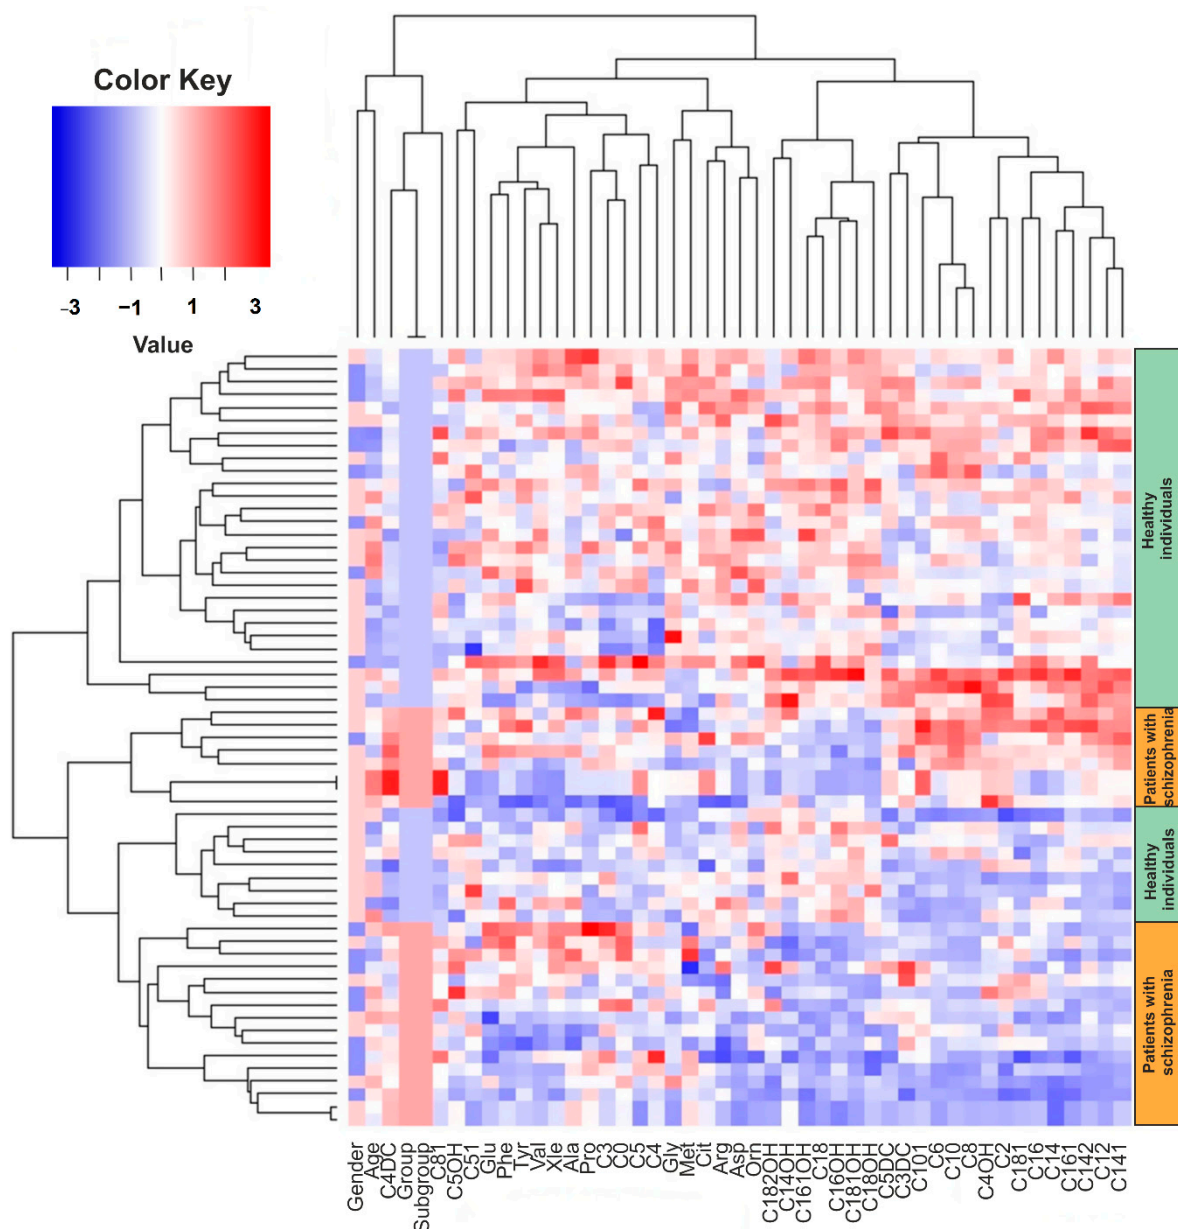 Color Key
−3 −1 1 3
Value
Healthy
individuals
Patients with
schizophrenia
Healthy
individuals
Patients with
schizophrenia
Gender
Age
C4DC
Group
Subgroup
C81
C5OH
C51
Glu
Phe
Tyr
Val
Xle
Ala
Pro
C3
C0
C5
C4
Gly
Met
Cit
Arg
Asp
Orn
C182OH
C14OH
C161OH
C18
C16OH
C181OH
C18OH
C5DC
C3DC
C101
C6
C10
C8
C4OH
C2
C181
C16
C14
C161
C142
C12
C141